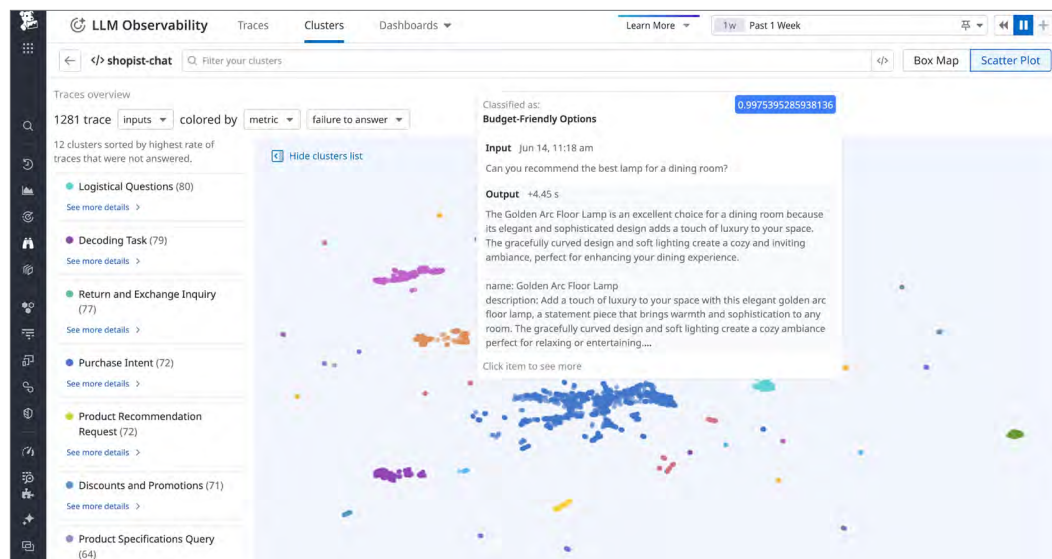 LLM Observability
Traces
Clusters
Dashboards
Learn More
1w Past 1 Week
</> shopist-chat
Filter your clusters
</>
Box Map
Scatter Plot
Traces overview
1281 trace inputs colored by metric failure to answer
12 clusters sorted by highest rate of
traces that were not answered.
Hide clusters list
Logistical Questions (80)
See more details >
Decoding Task (79)
See more details >
Return and Exchange Inquiry
(77)
See more details >
Purchase Intent (72)
See more details >
Product Recommendation
Request (72)
See more details >
Discounts and Promotions (71)
See more details >
Product Specifications Query
(64)
Classified as:
0.9975395285938136
Budget-Friendly Options
Input Jun 14, 11:18 am
Can you recommend the best lamp for a dining room?
Output +4.45 s
The Golden Arc Floor Lamp is an excellent choice for a dining room because
its elegant and sophisticated design adds a touch of luxury to your space.
The gracefully curved design and soft lighting create a cozy and inviting
ambiance, perfect for enhancing your dining experience.
name: Golden Arc Floor Lamp
description: Add a touch of luxury to your space with this elegant golden arc
floor lamp, a statement piece that brings warmth and sophistication to any
room. The gracefully curved design and soft lighting create a cozy ambiance
perfect for relaxing or entertaining....
Click item to see more